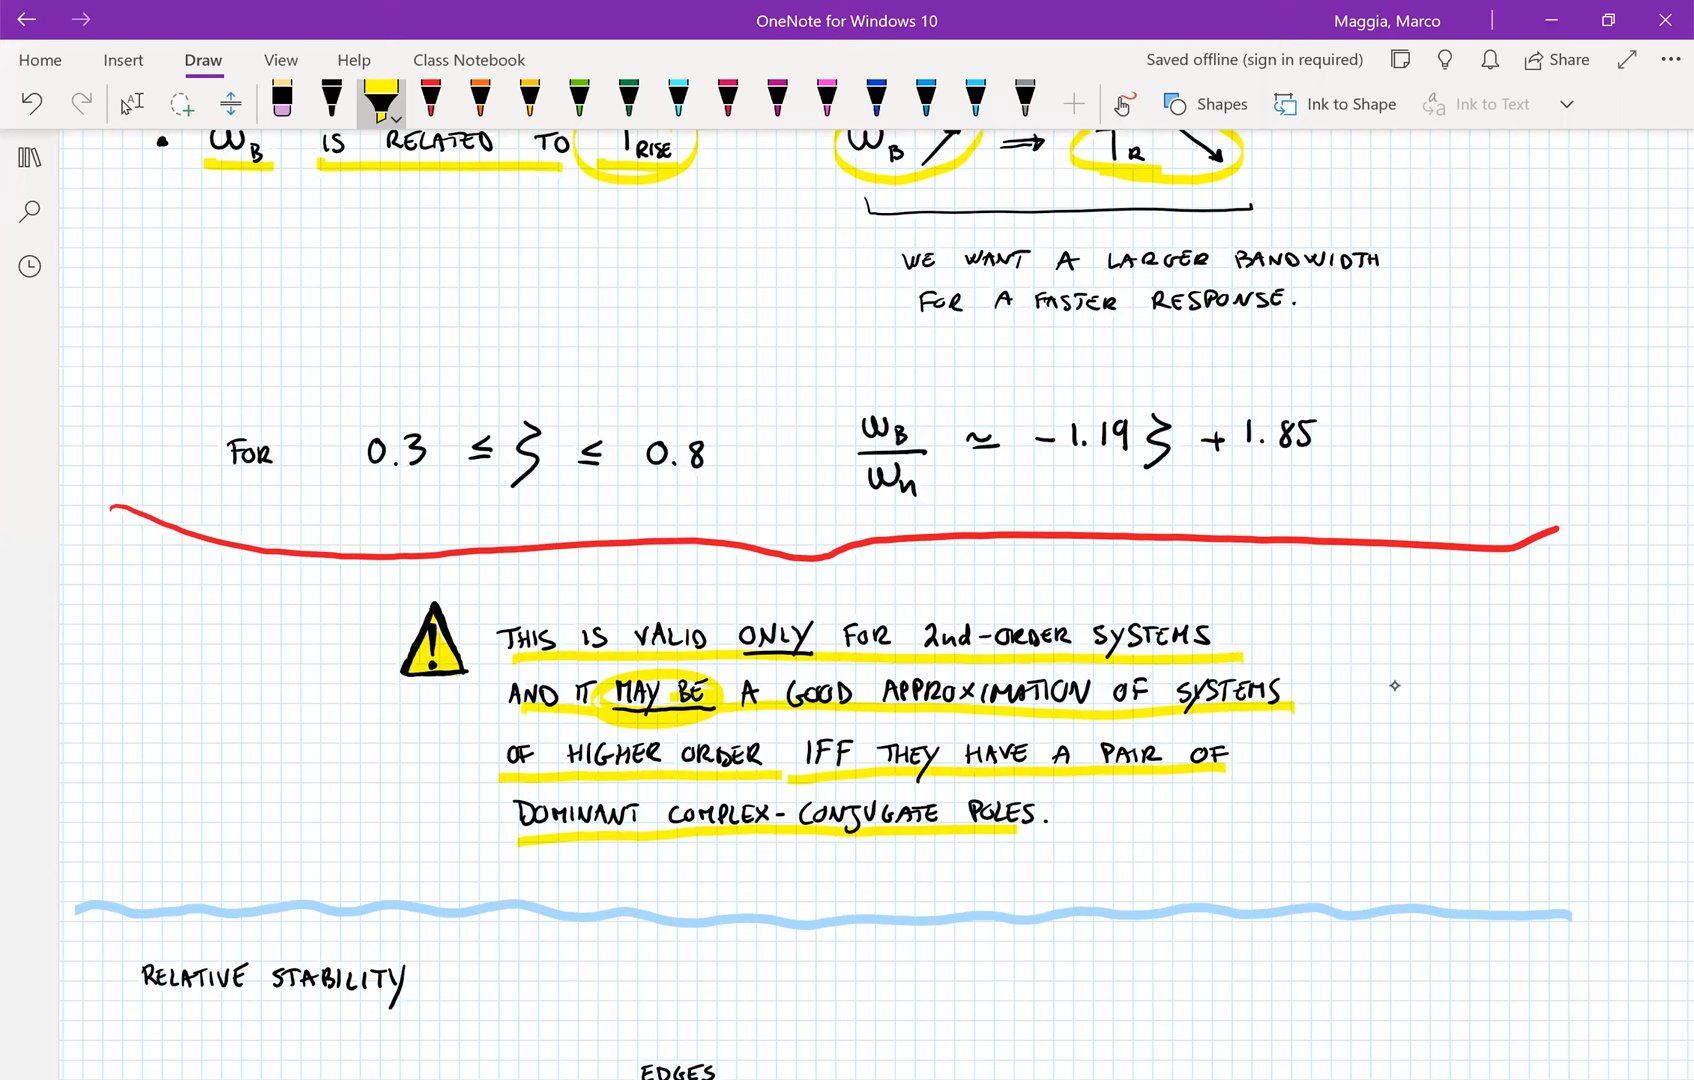 OneNote for Windows 10
Maggia, Marco
Home Insert Draw View Help Class Notebook
Saved offline (sign in required)
Share
Shapes
Ink to Shape
Ink to Text
• ωB IS RELATED TO TRISE ωB ↗ ⇒ TR ↘
WE WANT A LARGER BANDWIDTH
FOR A FASTER RESPONSE.
FOR 0.3 ≤ ξ ≤ 0.8 ωB/ωn ≃ -1.19ξ + 1.85
! THIS IS VALID ONLY FOR 2nd-ORDER SYSTEMS
AND IT MAY BE A GOOD APPROXIMATION OF SYSTEMS
OF HIGHER ORDER IFF THEY HAVE A PAIR OF
DOMINANT COMPLEX-CONJUGATE POLES.
RELATIVE STABILITY
EDGES